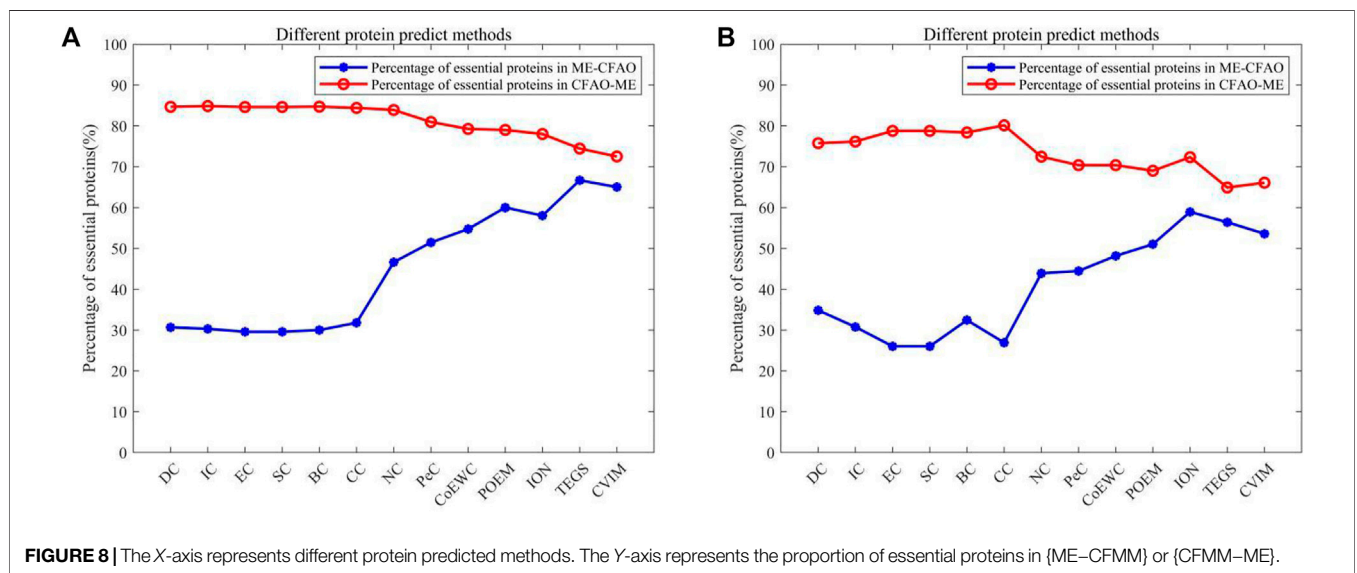 A
Different protein predict methods
Percentage of essential proteins in ME-CFAO
Percentage of essential proteins in CFAO-ME
Percentage of essential proteins(%)
100
90
80
70
60
50
40
30
20
10
0
DC
IC
EC
SC
BC
CC
NC
PeC
CoEWC
POEM
ION
TEGS
CVIM
B
Different protein predict methods
Percentage of essential proteins in ME-CFAO
Percentage of essential proteins in CFAO-ME
Percentage of essential proteins(%)
100
90
80
70
60
50
40
30
20
10
0
DC
IC
EC
SC
BC
CC
NC
PeC
CoEWC
POEM
ION
TEGS
CVIM
FIGURE 8 | The X-axis represents different protein predicted methods. The Y-axis represents the proportion of essential proteins in {ME–CFMM} or {CFMM–ME}.